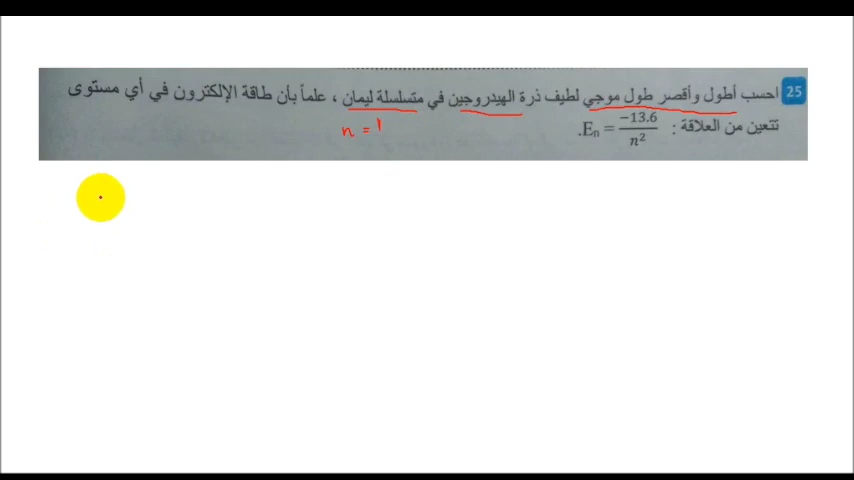 25 احسب أطول وأقصر طول موجي لطيف ذرة الهيدروجين في متسلسلة ليمان ، علماً بأن طاقة الإلكترون في أي مستوى
تتعين من العلاقة : Eₙ = −13.6 / n² .
n = 1